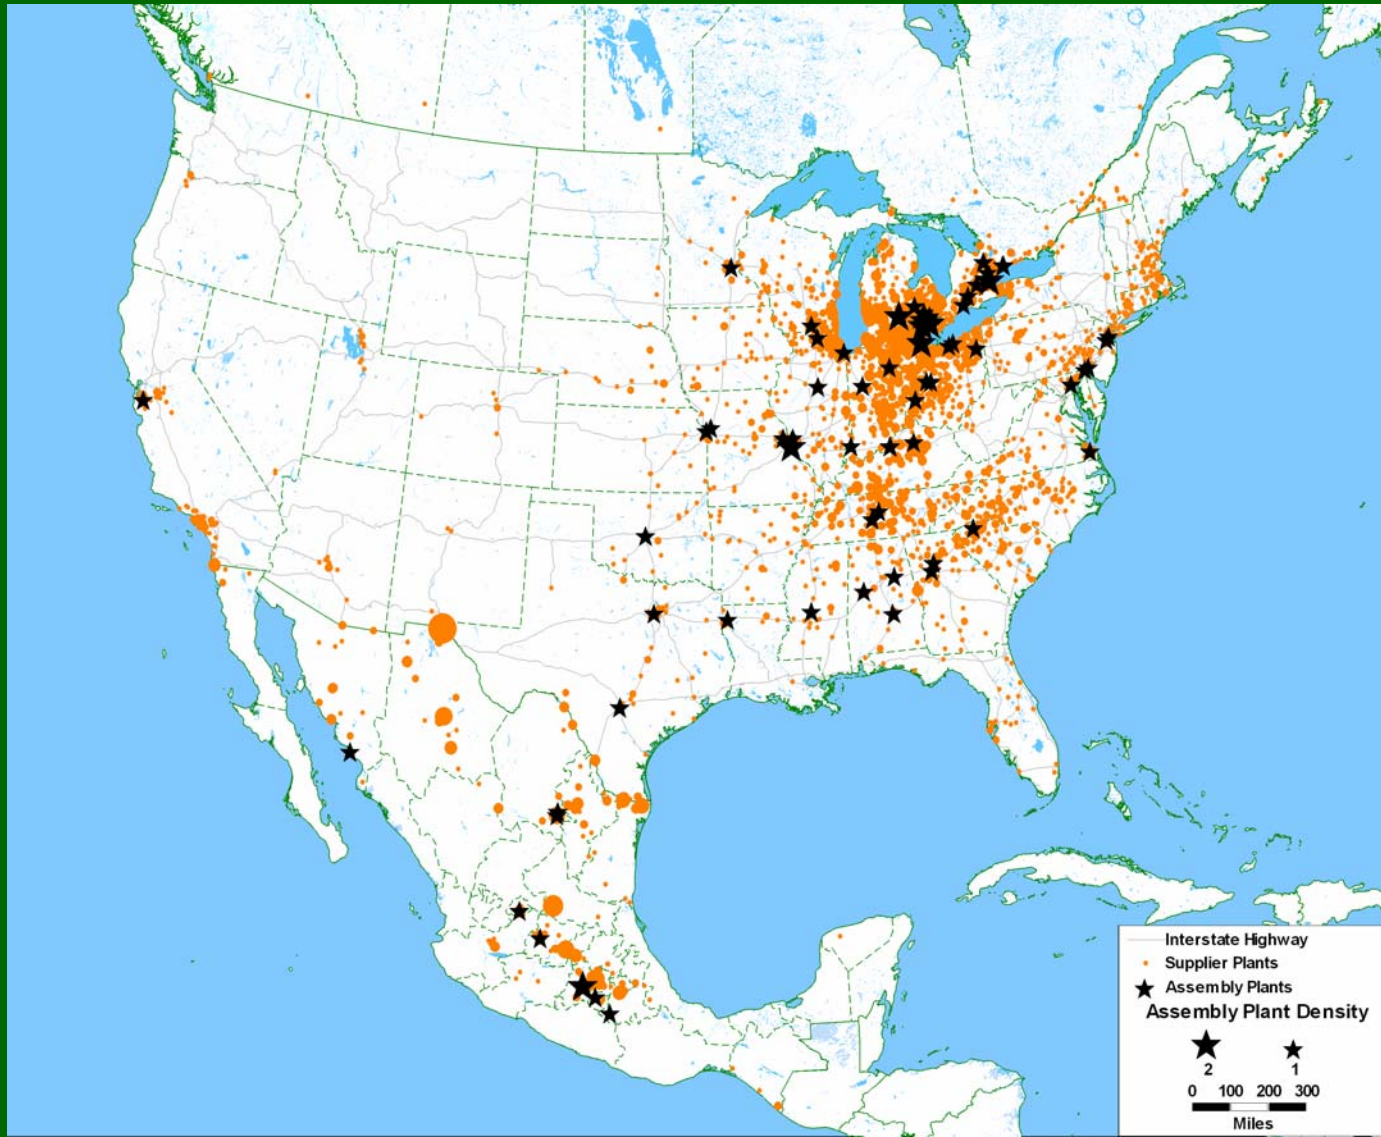 Interstate Highway
Supplier Plants
Assembly Plants
Assembly Plant Density
2 1
0 100 200 300
Miles